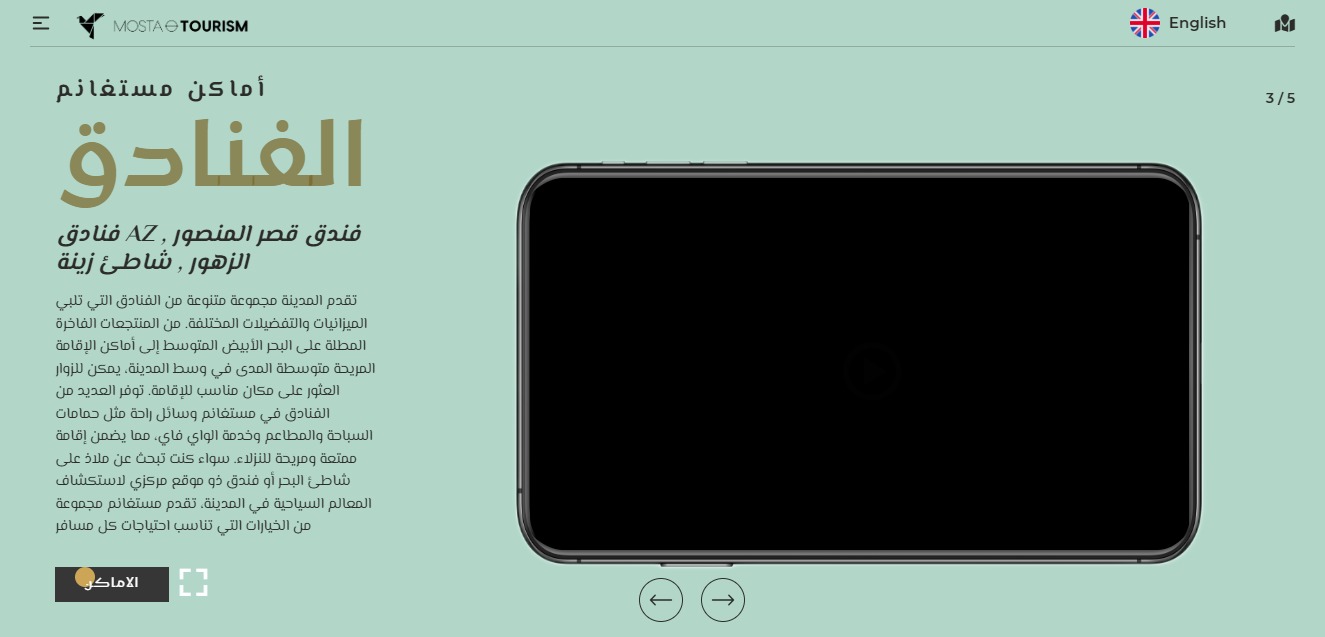 MOSTA TOURISM
English
أماكن مستغانم
3 / 5
الفنادق
فندق قصر المنصور , AZ فنادق
الزهور , شاطئ زينة
تقدم المدينة مجموعة متنوعة من الفنادق التي تلبي
الميزانيات والتفضيلات المختلفة. من المنتجعات الفاخرة
المطلة على البحر الأبيض المتوسط إلى أماكن الإقامة
المريحة متوسطة المدى في وسط المدينة، يمكن للزوار
العثور على مكان مناسب للإقامة. توفر العديد من
الفنادق في مستغانم وسائل راحة مثل حمامات
السباحة والمطاعم وخدمة الواي فاي، مما يضمن إقامة
ممتعة ومريحة للنزلاء. سواء كنت تبحث عن ملاذ على
شاطئ البحر أو فندق ذو موقع مركزي لاستكشاف
المعالم السياحية في المدينة، تقدم مستغانم مجموعة
من الخيارات التي تناسب احتياجات كل مسافر
الاماكن